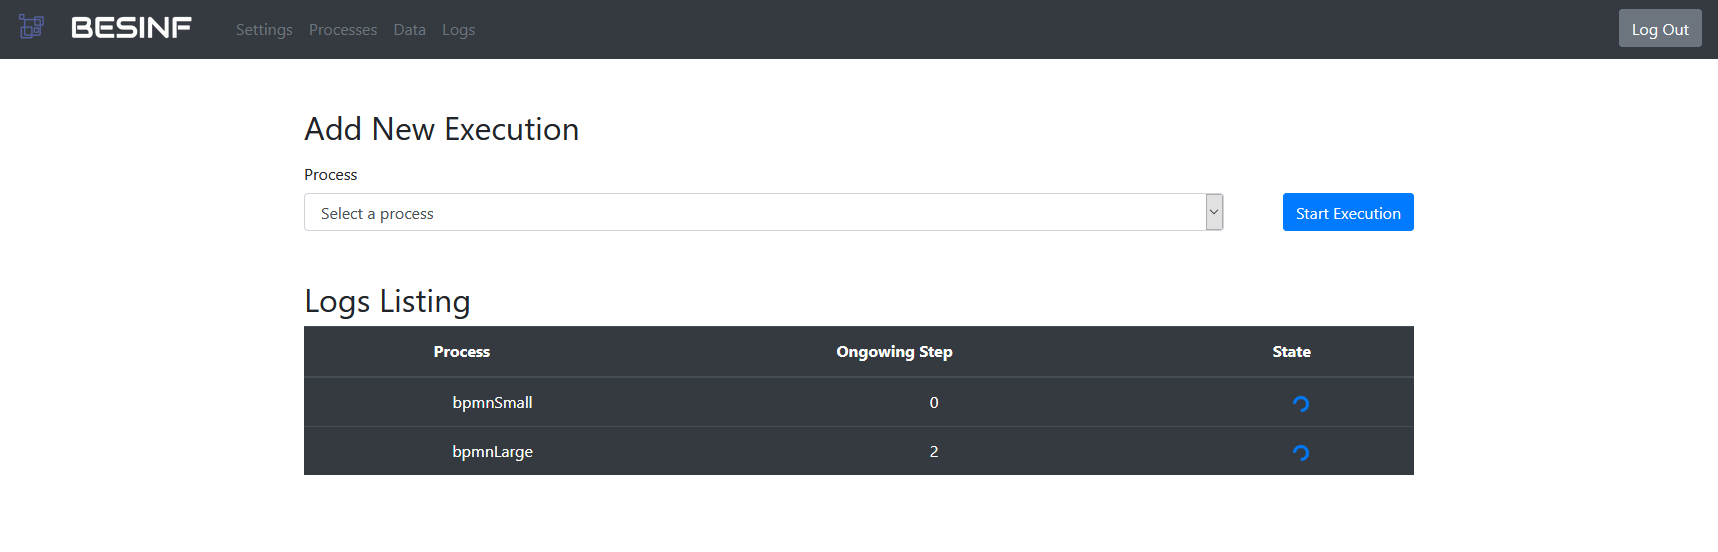 BESINF Settings Processes Data Logs Log Out
Add New Execution
Process
Select a process Start Execution
Logs Listing
Process Ongowing Step State
bpmnSmall 0
bpmnLarge 2